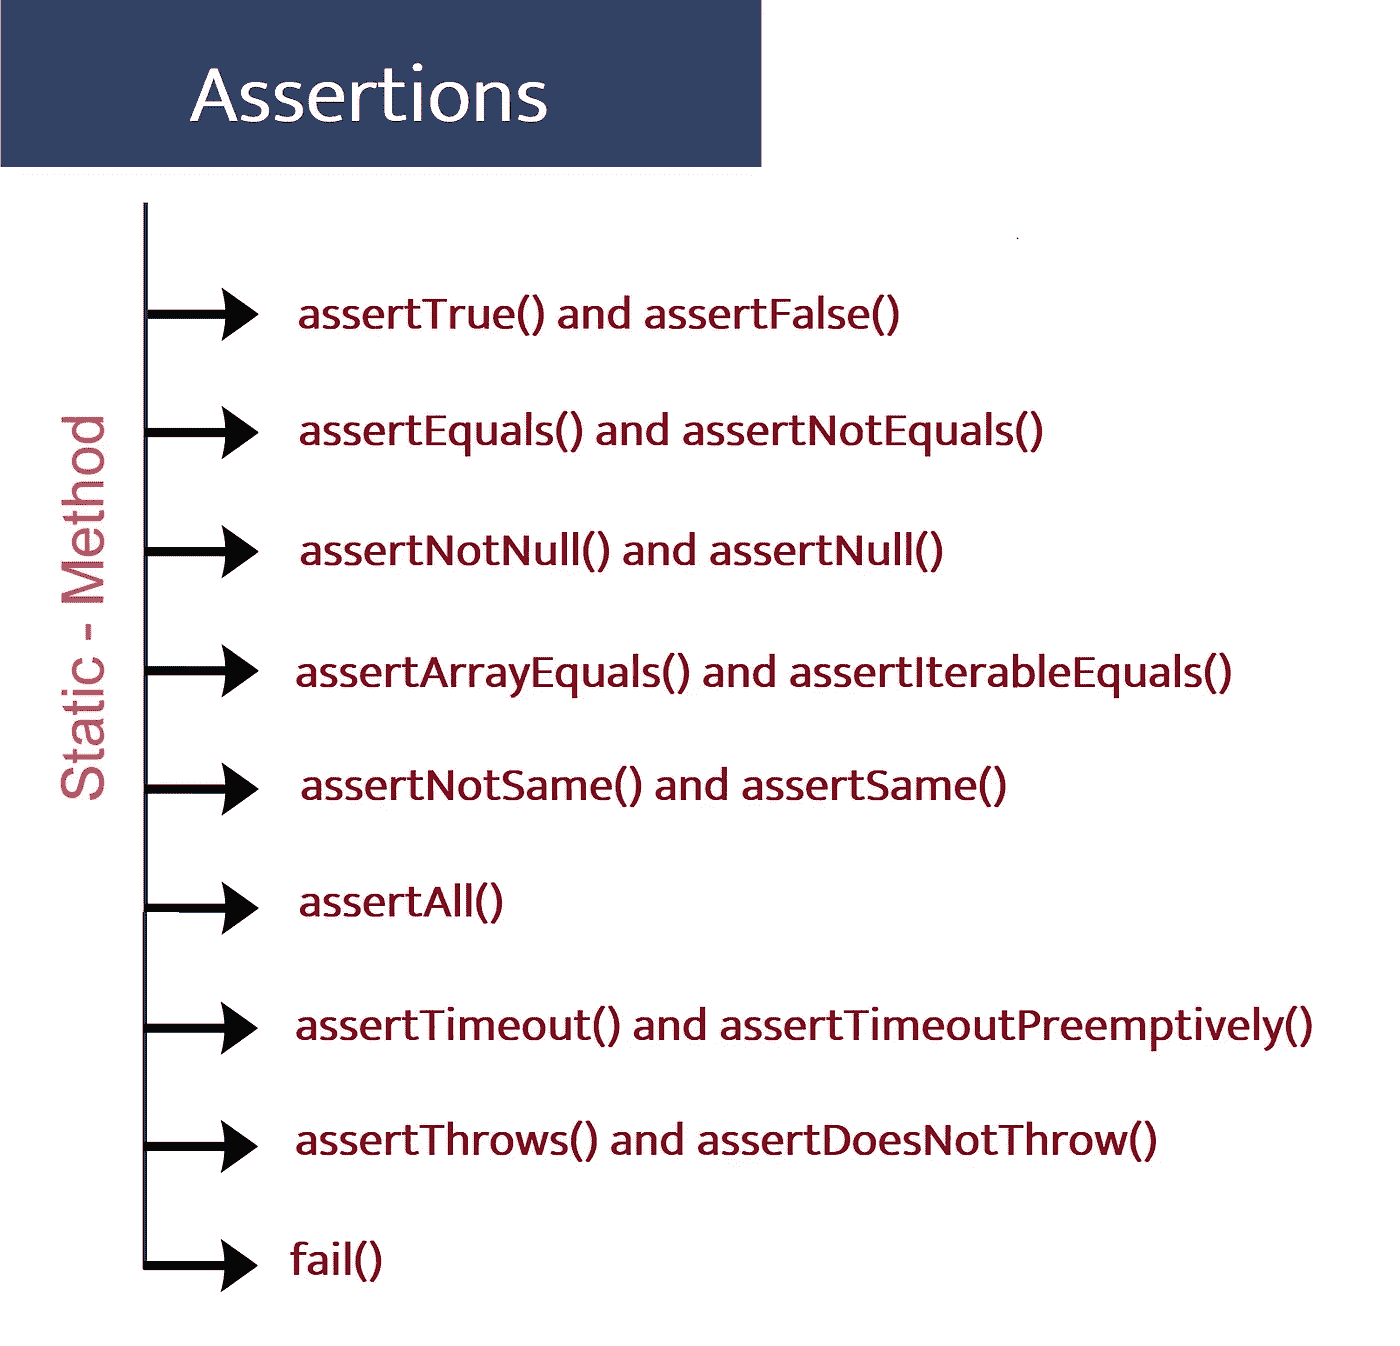 Assertions
Static - Method
assertTrue() and assertFalse()
assertEquals() and assertNotEquals()
assertNotNull() and assertNull()
assertArrayEquals() and assertIterableEquals()
assertNotSame() and assertSame()
assertAll()
assertTimeout() and assertTimeoutPreemptively()
assertThrows() and assertDoesNotThrow()
fail()